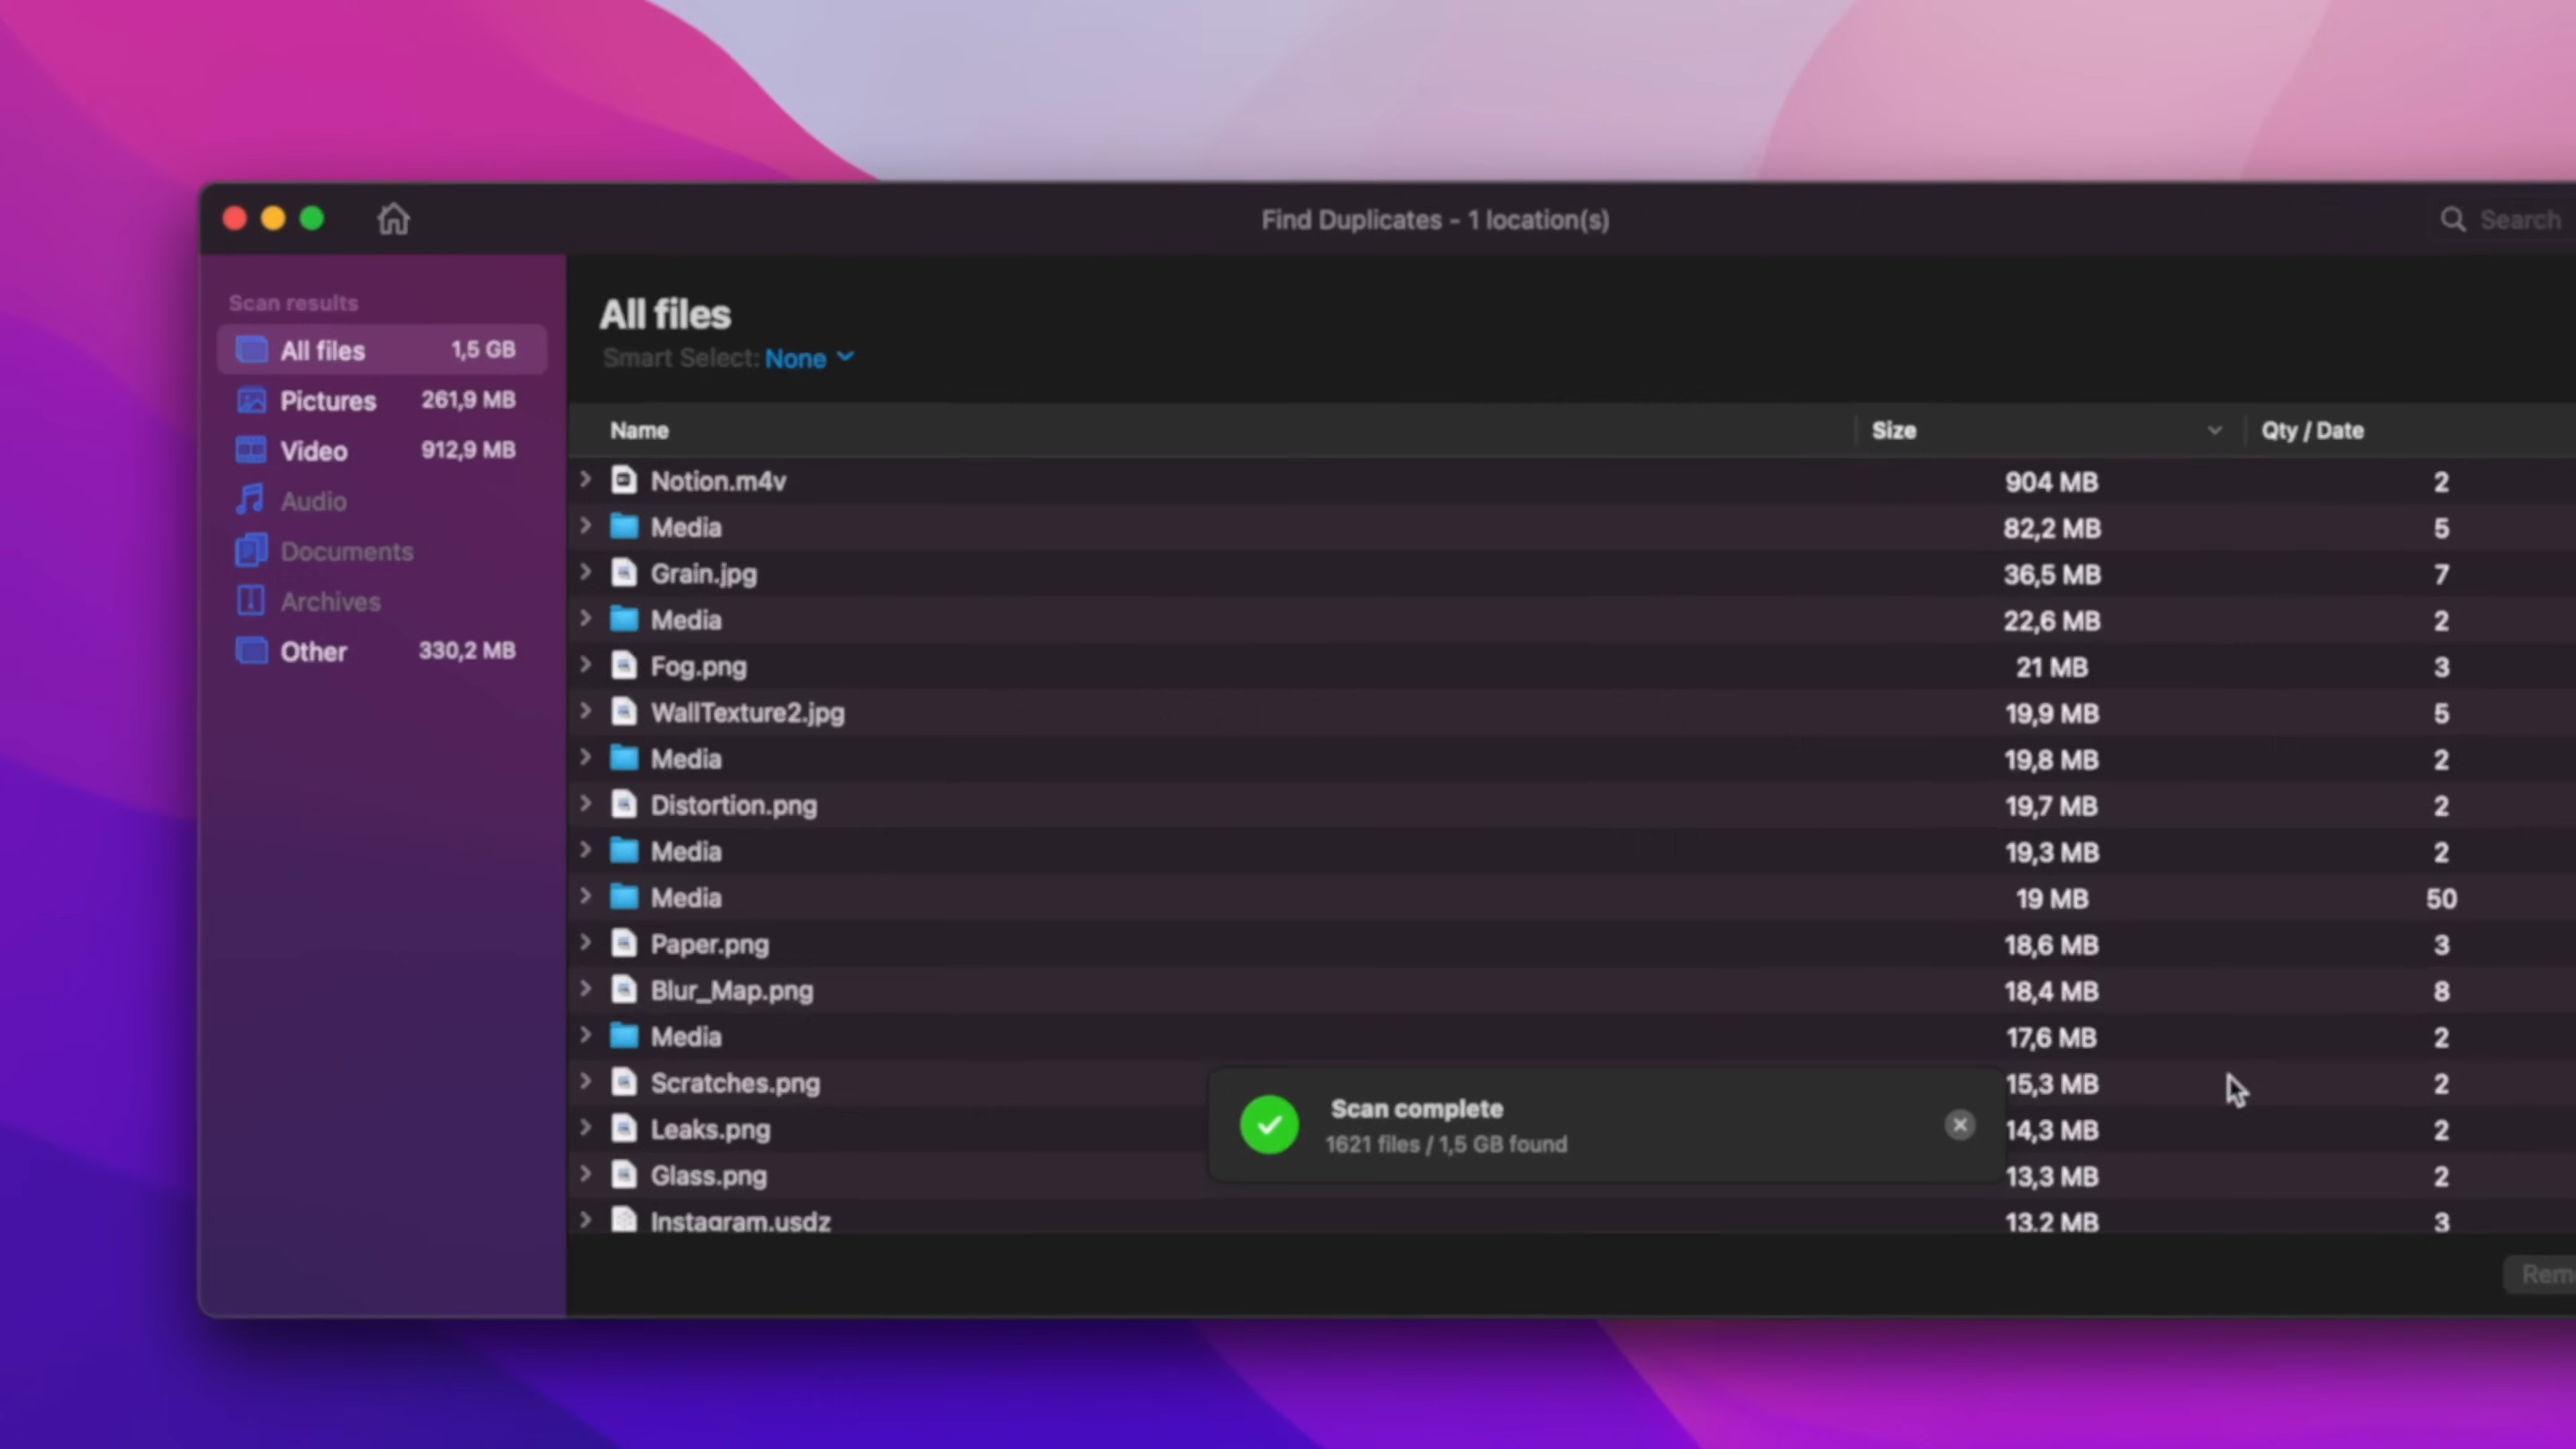 Find Duplicates - 1 location(s)
Search
Scan results
All files 1,5 GB
Pictures 261,9 MB
Video 912,9 MB
Audio
Documents
Archives
Other 330,2 MB
All files
Smart Select: None
Name Size Qty / Date
Notion.m4v 904 MB 2
Media 82,2 MB 5
Grain.jpg 36,5 MB 7
Media 22,6 MB 2
Fog.png 21 MB 3
WallTexture2.jpg 19,9 MB 5
Media 19,8 MB 2
Distortion.png 19,7 MB 2
Media 19,3 MB 2
Media 19 MB 50
Paper.png 18,6 MB 3
Blur_Map.png 18,4 MB 8
Media 17,6 MB 2
Scratches.png 15,3 MB 2
Leaks.png 14,3 MB 2
Glass.png 13,3 MB 2
Instagram.usdz 13,2 MB 3
Scan complete
1621 files / 1,5 GB found